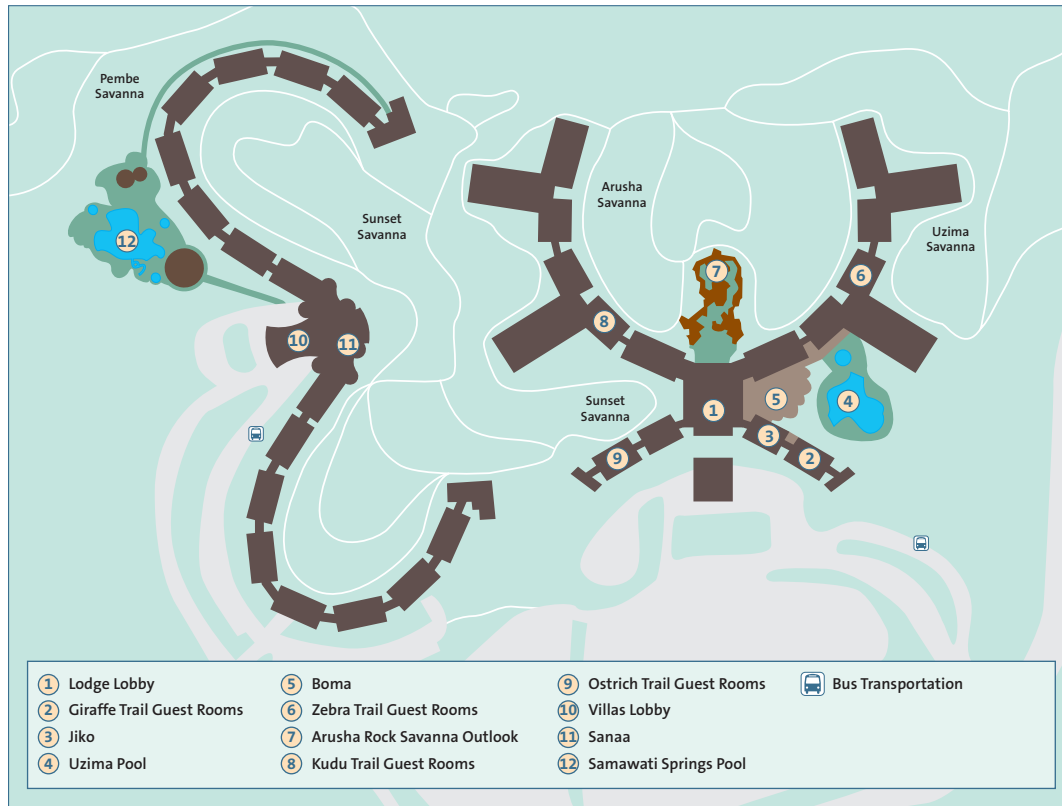 Pembe
Savanna
Sunset
Savanna
Arusha
Savanna
Uzima
Savanna
12
7
6
8
10
11
Sunset
Savanna
1
5
4
3
9
2
1 Lodge Lobby
2 Giraffe Trail Guest Rooms
3 Jiko
4 Uzima Pool
5 Boma
6 Zebra Trail Guest Rooms
7 Arusha Rock Savanna Outlook
8 Kudu Trail Guest Rooms
9 Ostrich Trail Guest Rooms
10 Villas Lobby
11 Sanaa
12 Samawati Springs Pool
Bus Transportation